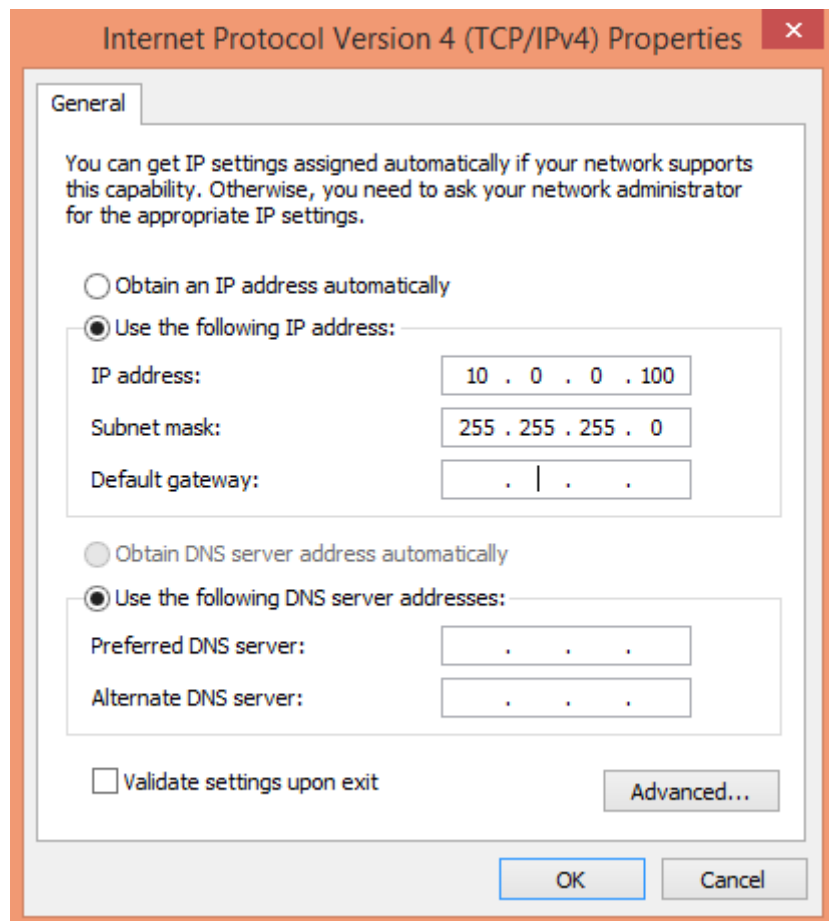 Internet Protocol Version 4 (TCP/IPv4) Properties
General
You can get IP settings assigned automatically if your network supports
this capability. Otherwise, you need to ask your network administrator
for the appropriate IP settings.
Obtain an IP address automatically
Use the following IP address:
IP address: 10 . 0 . 0 . 100
Subnet mask: 255 . 255 . 255 . 0
Default gateway: . . .
Obtain DNS server address automatically
Use the following DNS server addresses:
Preferred DNS server: . . .
Alternate DNS server: . . .
Validate settings upon exit
Advanced...
OK Cancel